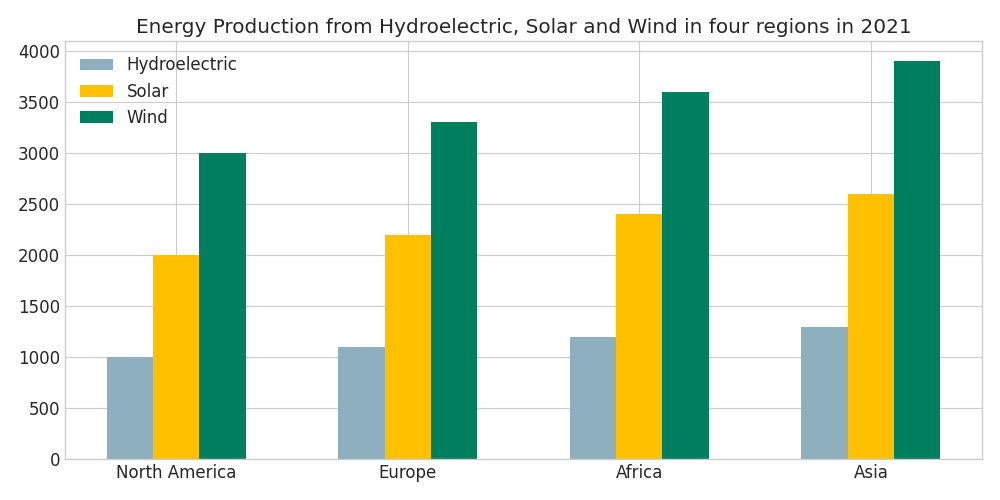 Energy Production from Hydroelectric, Solar and Wind in four regions in 2021
4000
3500
3000
2500
2000
1500
1000
500
0
Hydroelectric
Solar
Wind
North America
Europe
Africa
Asia